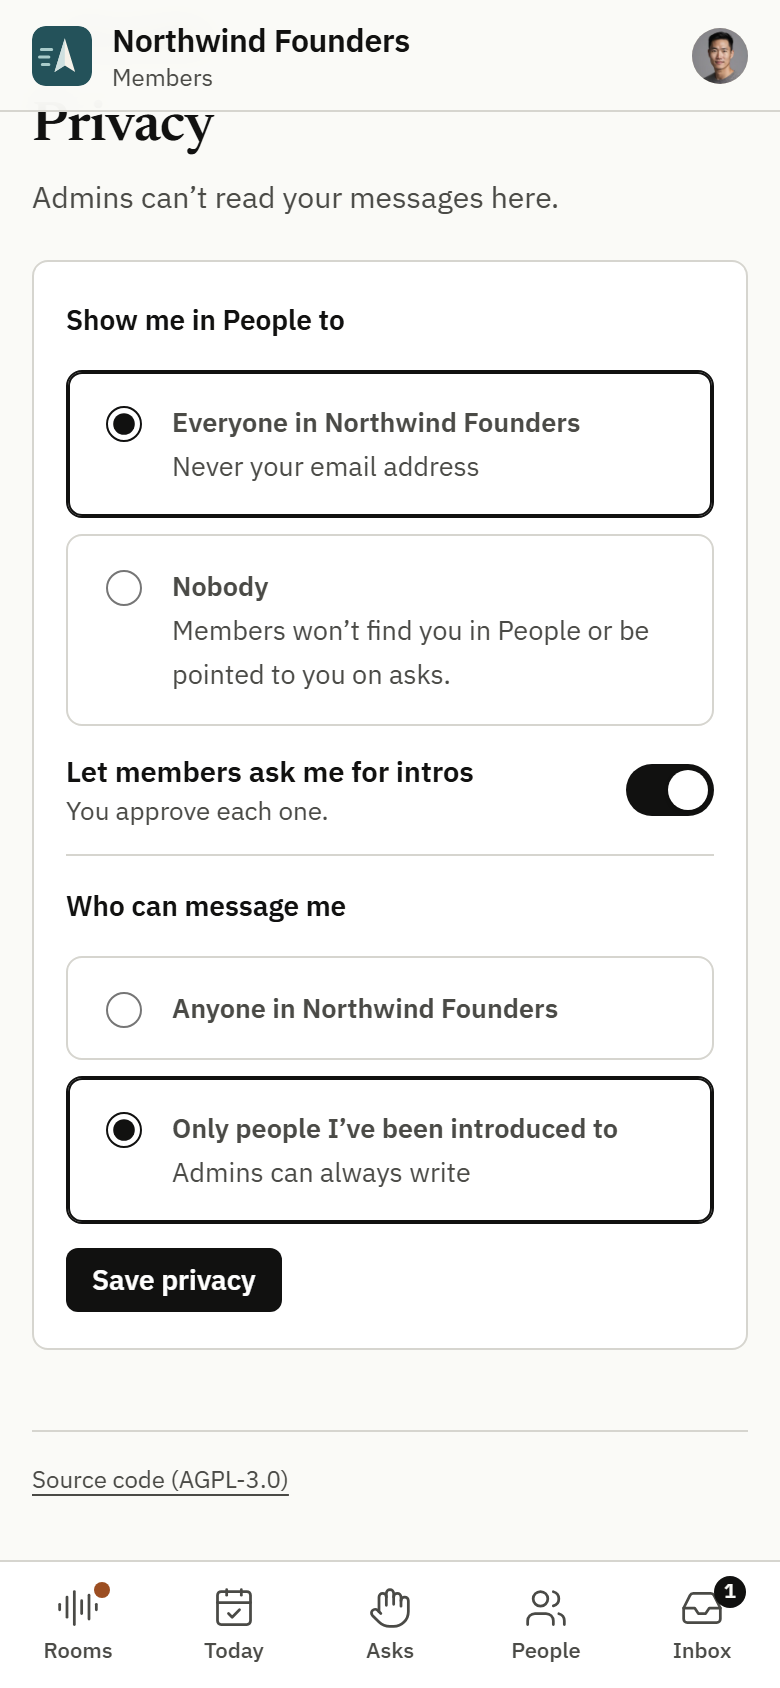 Northwind Founders
Members
Privacy
Admins can’t read your messages here.
Show me in People to
Everyone in Northwind Founders
Never your email address
Nobody
Members won’t find you in People or be
pointed to you on asks.
Let members ask me for intros
You approve each one.
Who can message me
Anyone in Northwind Founders
Only people I’ve been introduced to
Admins can always write
Save privacy
Source code (AGPL-3.0)
1
Rooms
Today
Asks
People
Inbox